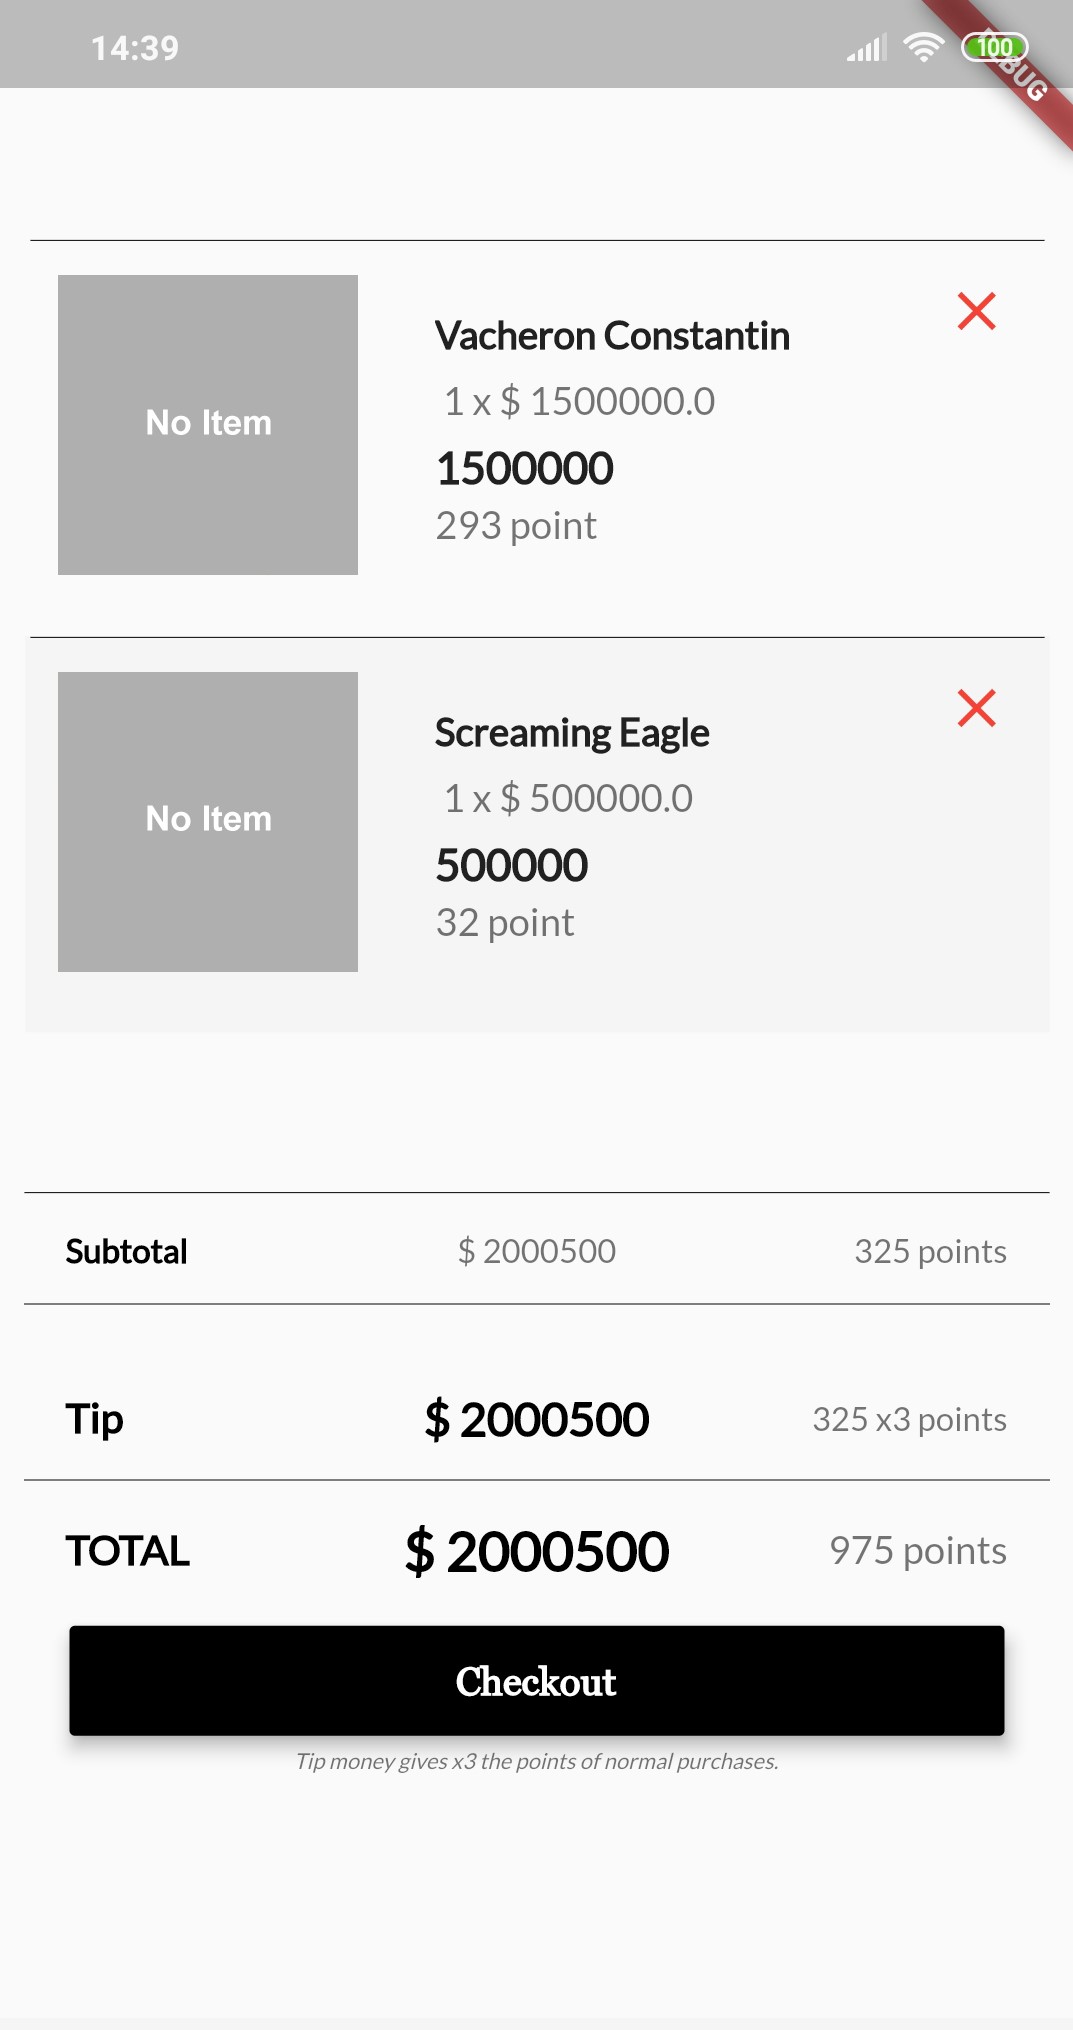 14:39
100
DEBUG
Vacheron Constantin
No Item
1 x $ 1500000.0
1500000
293 point
Screaming Eagle
No Item
1 x $ 500000.0
500000
32 point
Subtotal $ 2000500 325 points
Tip $ 2000500 325 x3 points
TOTAL $ 2000500 975 points
Checkout
Tip money gives x3 the points of normal purchases.